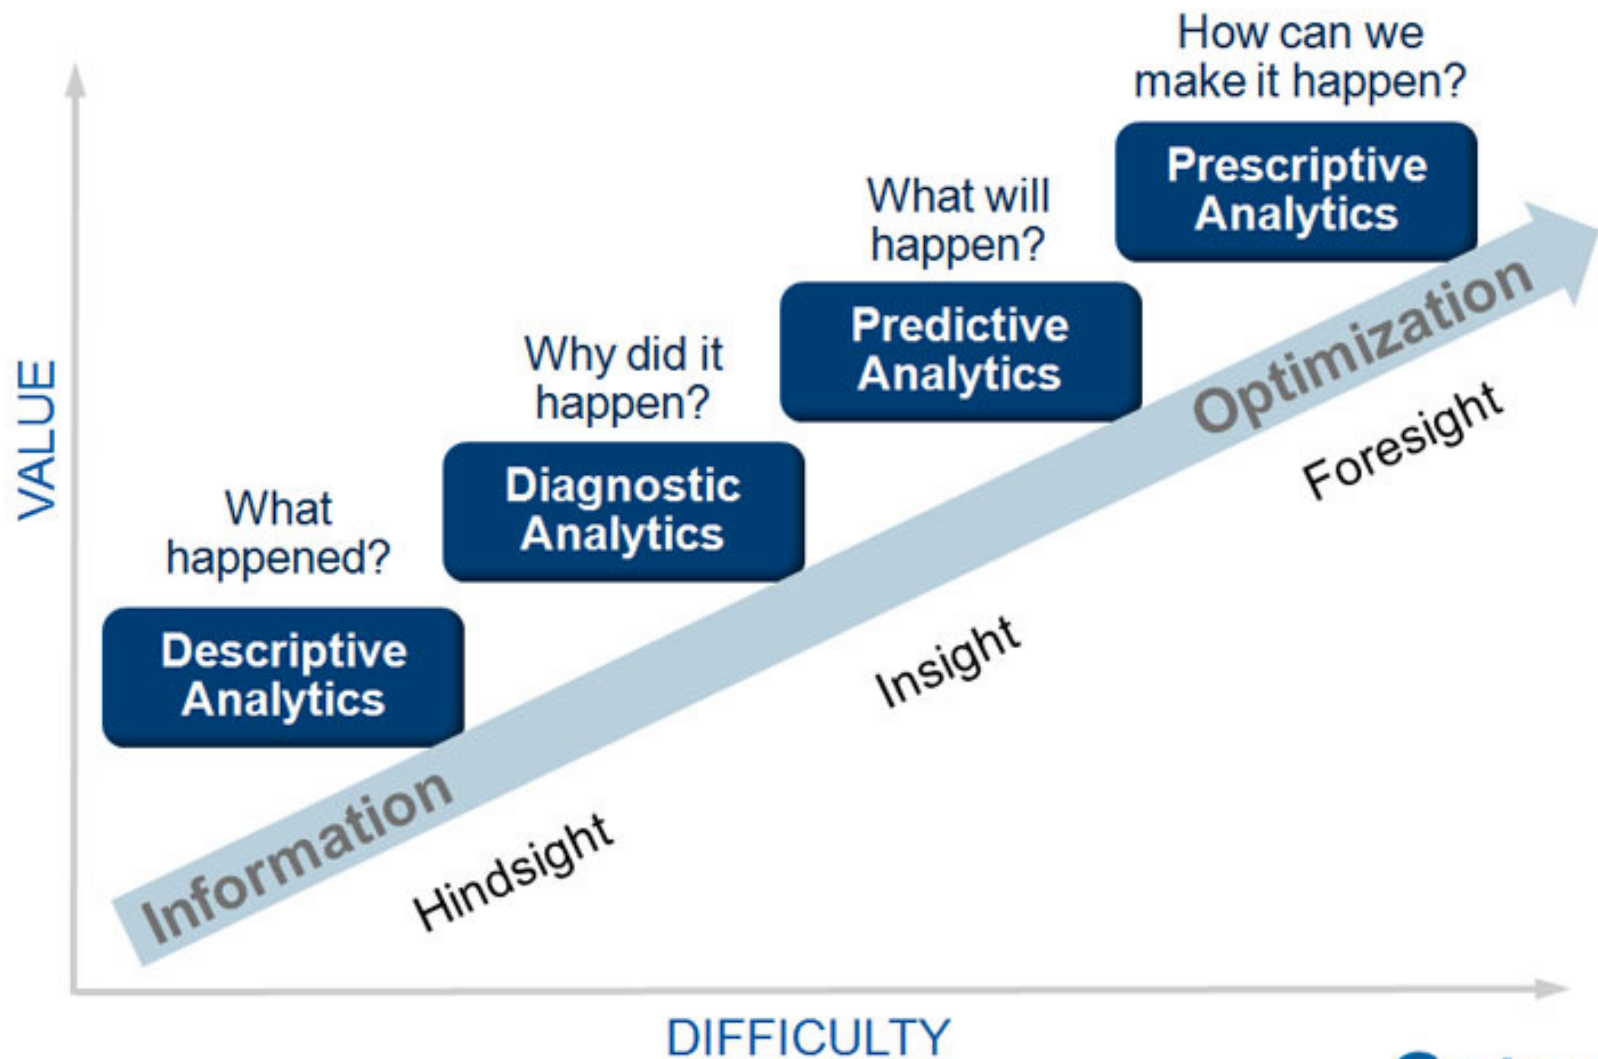 How can we
make it happen?
Prescriptive
Analytics
What will
happen?
Predictive
Analytics
Why did it
happen?
Diagnostic
Analytics
What
happened?
Descriptive
Analytics
VALUE
Information
Optimization
Hindsight
Insight
Foresight
DIFFICULTY